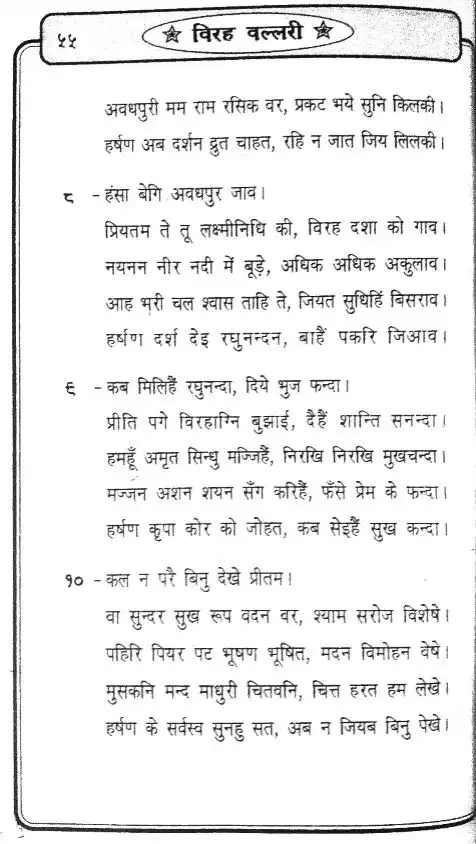 ५५
★ विरह वल्लरी ★
अवधपुरी मम राम रसिक वर, प्रकट भये सुनि किलकी।
हर्षण अब दर्शन द्रुत चाहत, रहि न जात जिय लिलकी।
८ - हंसा बेगि अवधपुर जाव।
प्रियतम ते तू लक्ष्मीनिधि की, विरह दशा को गाव।
नयनन नीर नदी में बूड़े, अधिक अधिक अकुलाव।
आह भरी चल श्वास ताहि ते, जियत सुधिहिं बिसराव।
हर्षण दर्श देइ रघुनन्दन, बाहैं पकरि जिआव।
९ - कब मिलिहैं रघुनन्दा, दिये भुज फन्दा।
प्रीति पगे विरहाग्नि बुझाई, दैहैं शान्ति सनन्दा।
हमहूँ अमृत सिन्धु मज्जिहैं, निरखि निरखि मुखचन्दा।
मज्जन अशन शयन सँग करिहैं, फँसे प्रेम के फन्दा।
हर्षण कृपा कोर को जोहत, कब सेइहैं सुख कन्दा।
१० - कल न परै बिनु देखे प्रीतम।
वा सुन्दर सुख रूप वदन वर, श्याम सरोज विशेषे।
पहिरि पियर पट भूषण भूषित, मदन विमोहन वेषे।
मुसकनि मन्द माधुरी चितवनि, चित्त हरत हम लेखे।
हर्षण के सर्वस्व सुनहु सत, अब न जियब बिनु पेखे।